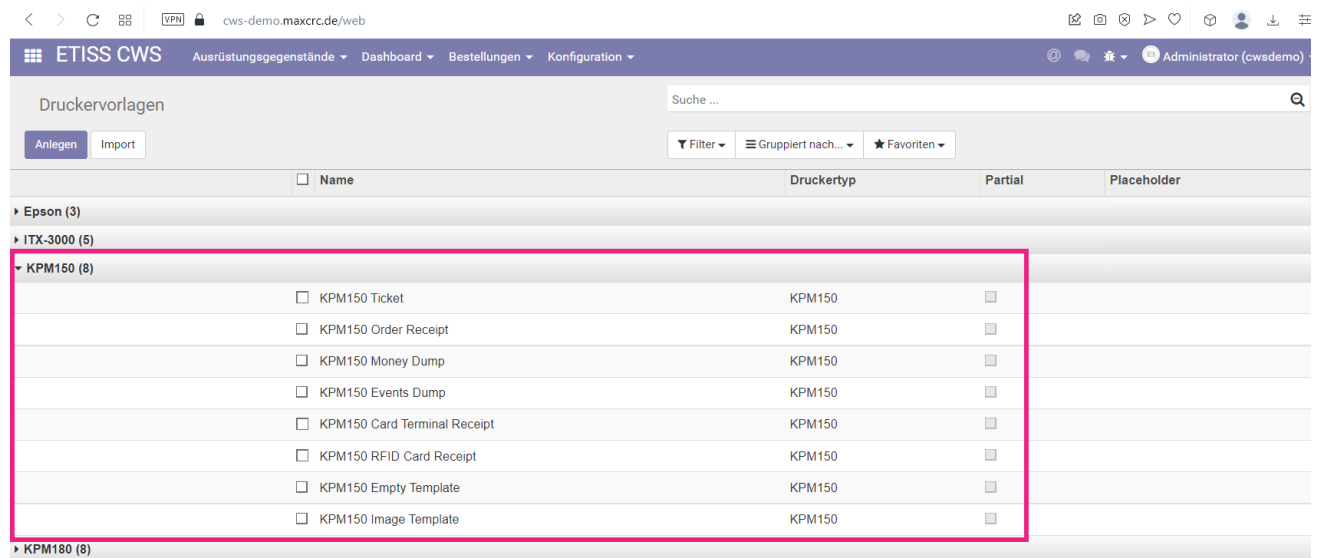 VPN cws-demo.maxcrc.de/web
ETISS CWS Ausrüstungsgegenstände Dashboard Bestellungen Konfiguration @ Administrator (cwsdemo)
Druckervorlagen Suche ...
Anlegen Import Filter Gruppiert nach... Favoriten
Name Druckertyp Partial Placeholder
Epson (3)
ITX-3000 (5)
KPM150 (8)
KPM150 Ticket KPM150
KPM150 Order Receipt KPM150
KPM150 Money Dump KPM150
KPM150 Events Dump KPM150
KPM150 Card Terminal Receipt KPM150
KPM150 RFID Card Receipt KPM150
KPM150 Empty Template KPM150
KPM150 Image Template KPM150
KPM180 (8)